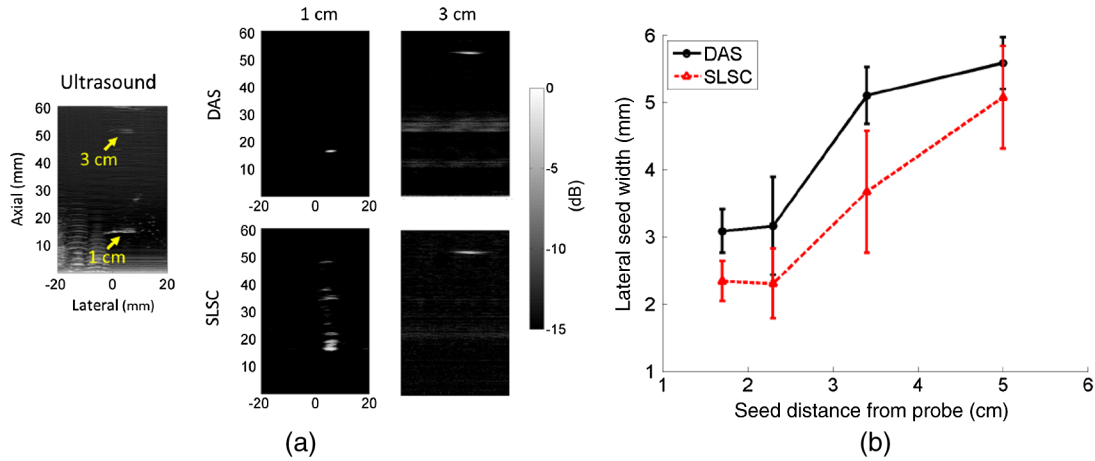 1 cm
3 cm
Ultrasound
Axial (mm)
60
50
40
30
20
10
3 cm
1 cm
-20
0
20
Lateral (mm)
DAS
60
50
40
30
20
10
-20
0
20
SLSC
60
50
40
30
20
10
-20
0
20
0
-5
-10
-15
(dB)
(a)
DAS
SLSC
Lateral seed width (mm)
6
5
4
3
2
1
1
2
3
4
5
6
Seed distance from probe (cm)
(b)